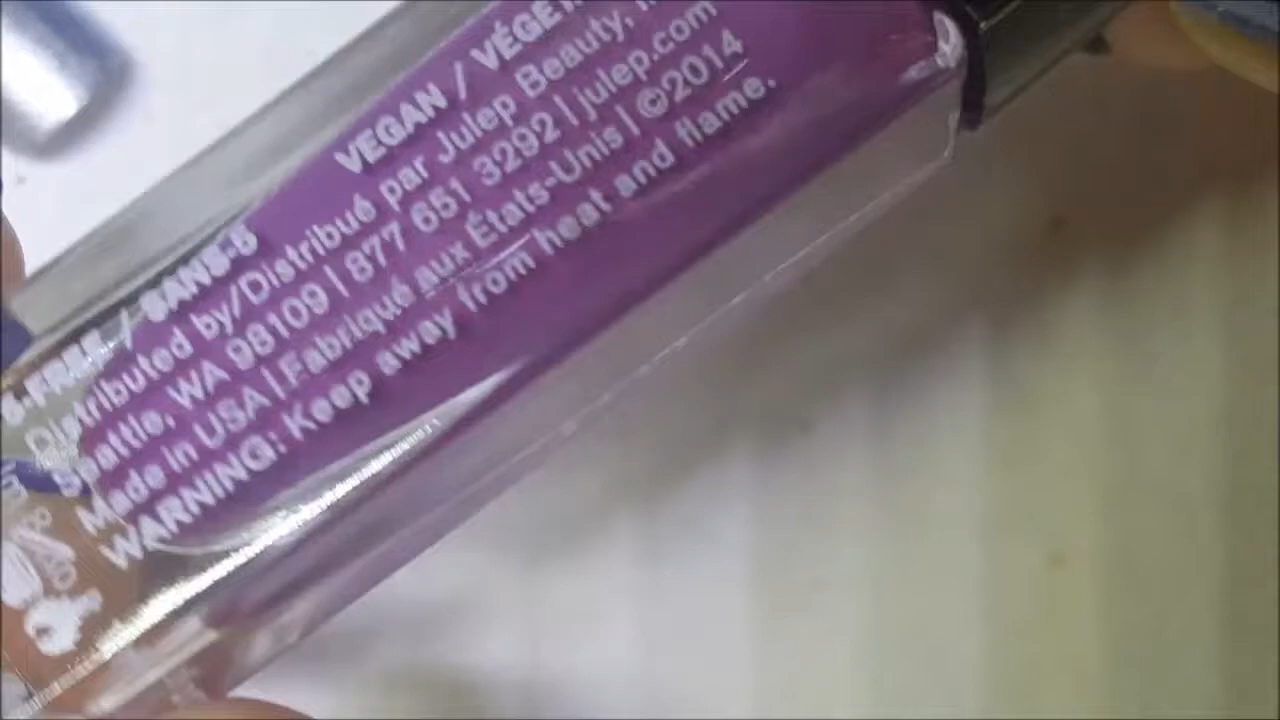 5-FREE / SANS-5 VEGAN /
Distributed by/Distribué par Julep Beauty,
Seattle, WA 98109 | 877 651 3292 | julep.com
Made in USA | Fabriqué aux États-Unis | ©2014
WARNING: Keep away from heat and flame.